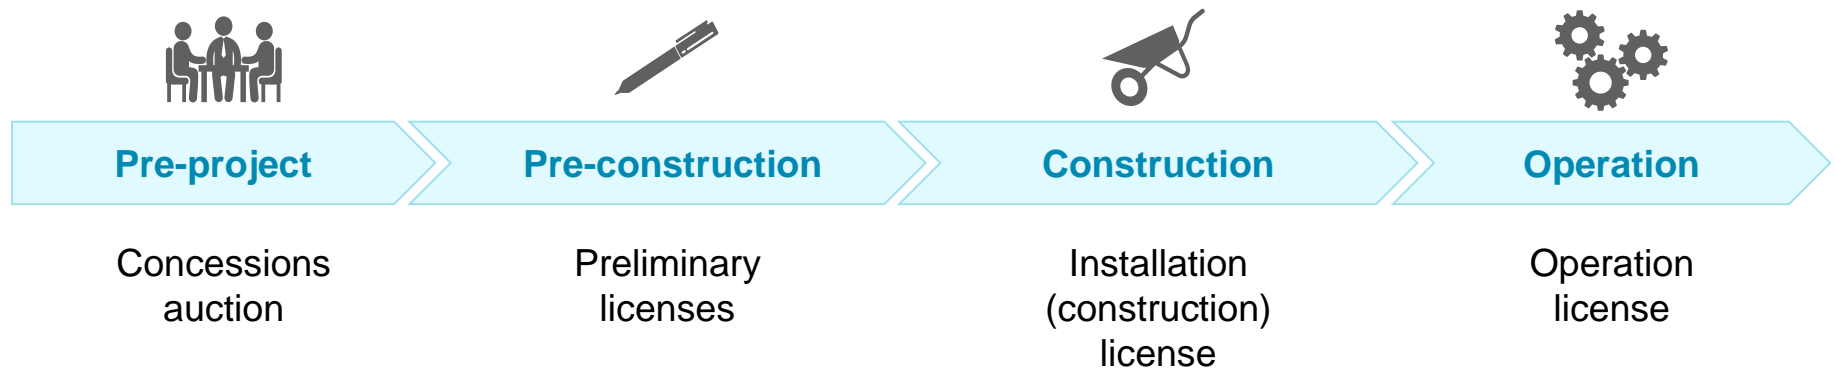 Pre-project
Pre-construction
Construction
Operation
Concessions
auction
Preliminary
licenses
Installation
(construction)
license
Operation
license